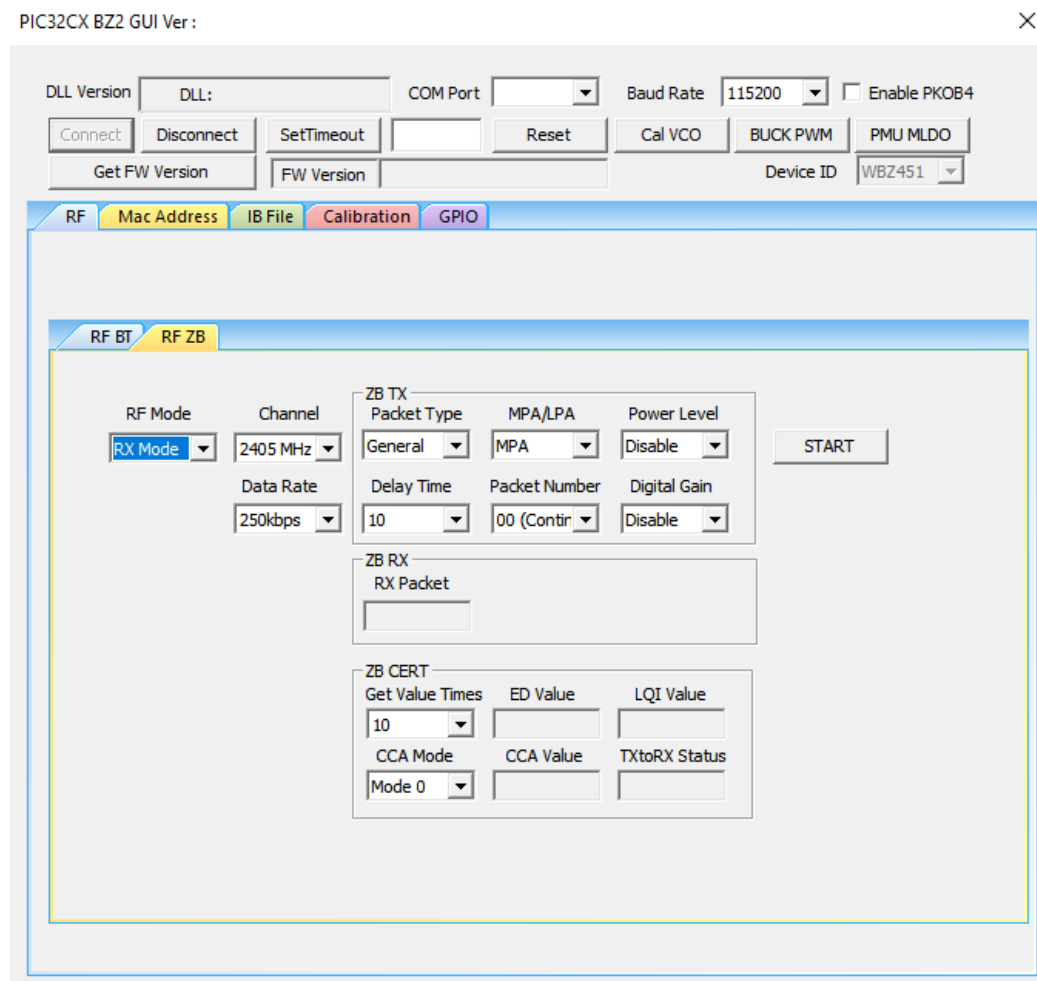 PIC32CX BZ2 GUI Ver :
DLL Version DLL: COM Port Baud Rate 115200 Enable PKOB4
Connect Disconnect SetTimeout Reset Cal VCO BUCK PWM PMU MLDO
Get FW Version FW Version Device ID WBZ451
RF Mac Address IB File Calibration GPIO
RF BT RF ZB
ZB TX
RF Mode Channel Packet Type MPA/LPA Power Level
RX Mode 2405 MHz General MPA Disable START
Data Rate Delay Time Packet Number Digital Gain
250kbps 10 00 (Contir Disable
ZB RX
RX Packet
ZB CERT
Get Value Times ED Value LQI Value
10
CCA Mode CCA Value TXtoRX Status
Mode 0